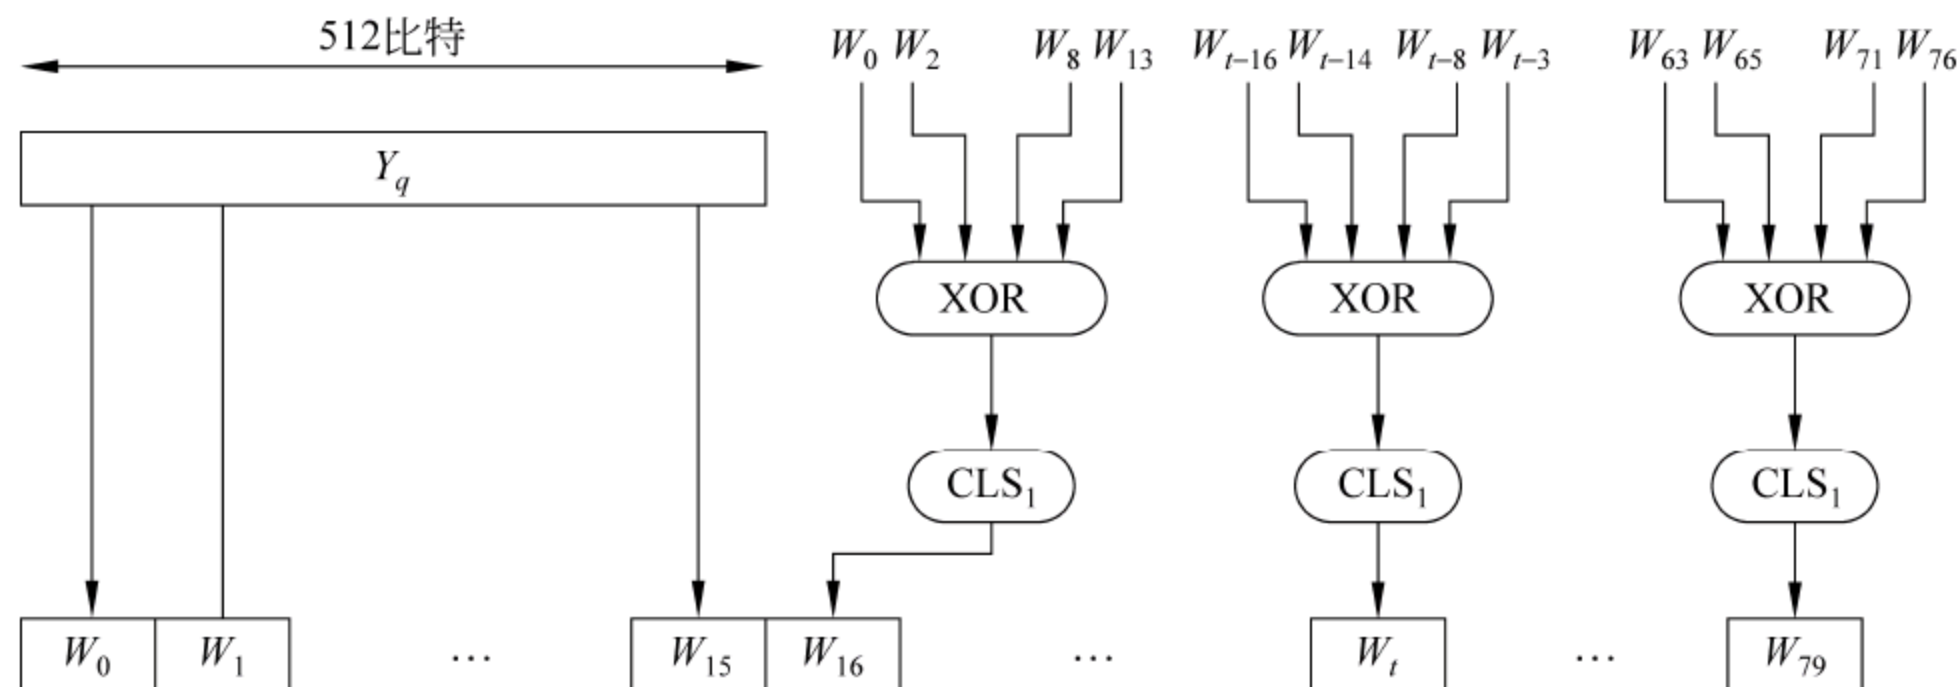 512比特
W0 W2 W8 W13 Wt−16 Wt−14 Wt−8 Wt−3 W63 W65 W71 W76
Yq
XOR XOR XOR
CLS1 CLS1 CLS1
W0 W1 … W15 W16 … Wt … W79